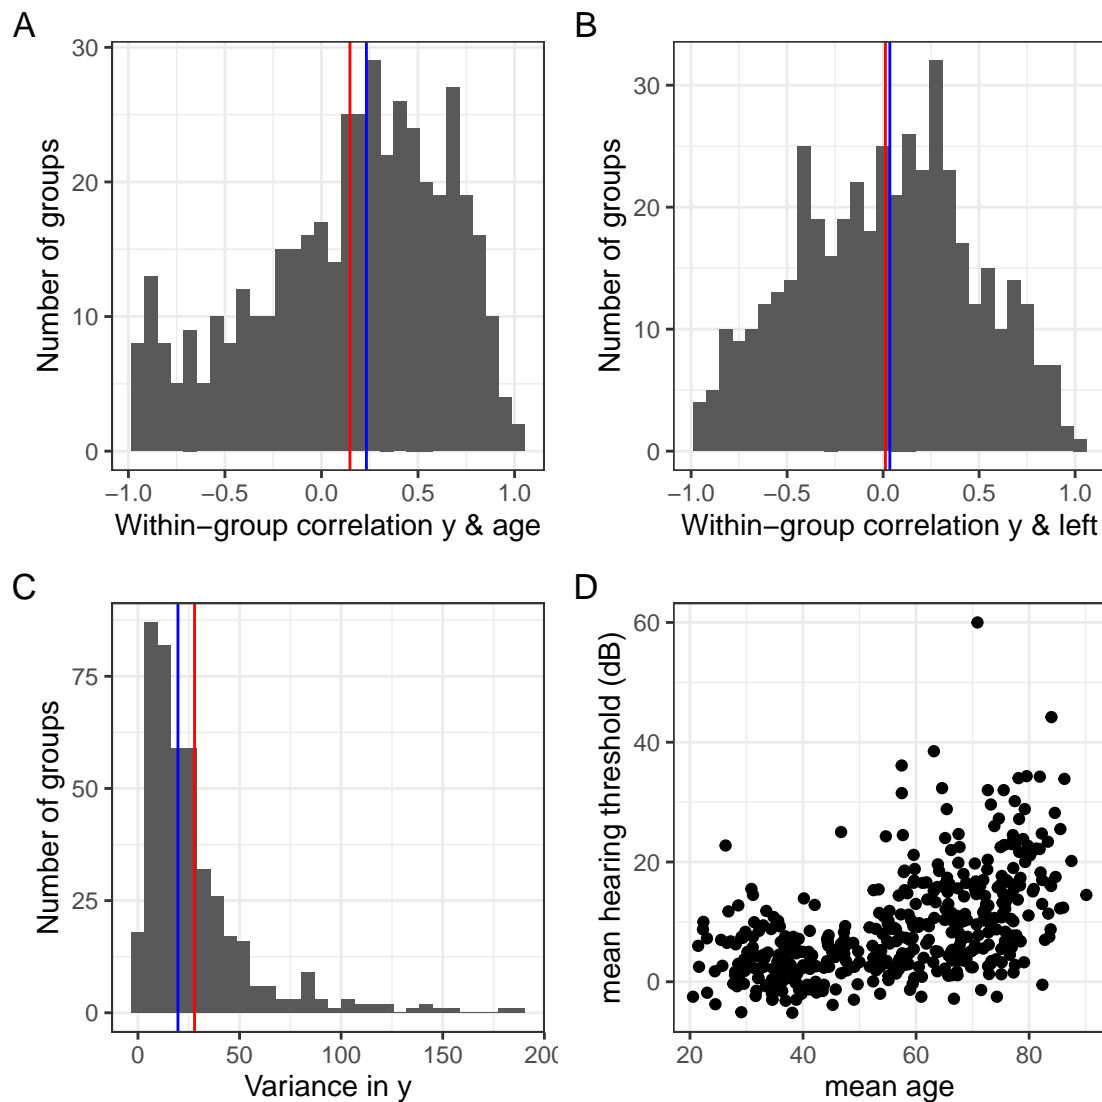 A
30
20
10
0
Number of groups
−1.0 −0.5 0.0 0.5 1.0
Within−group correlation y & age
B
30
20
10
0
Number of groups
−1.0 −0.5 0.0 0.5 1.0
Within−group correlation y & left
C
75
50
25
0
Number of groups
0 50 100 150 200
Variance in y
D
60
40
20
0
mean hearing threshold (dB)
20 40 60 80
mean age